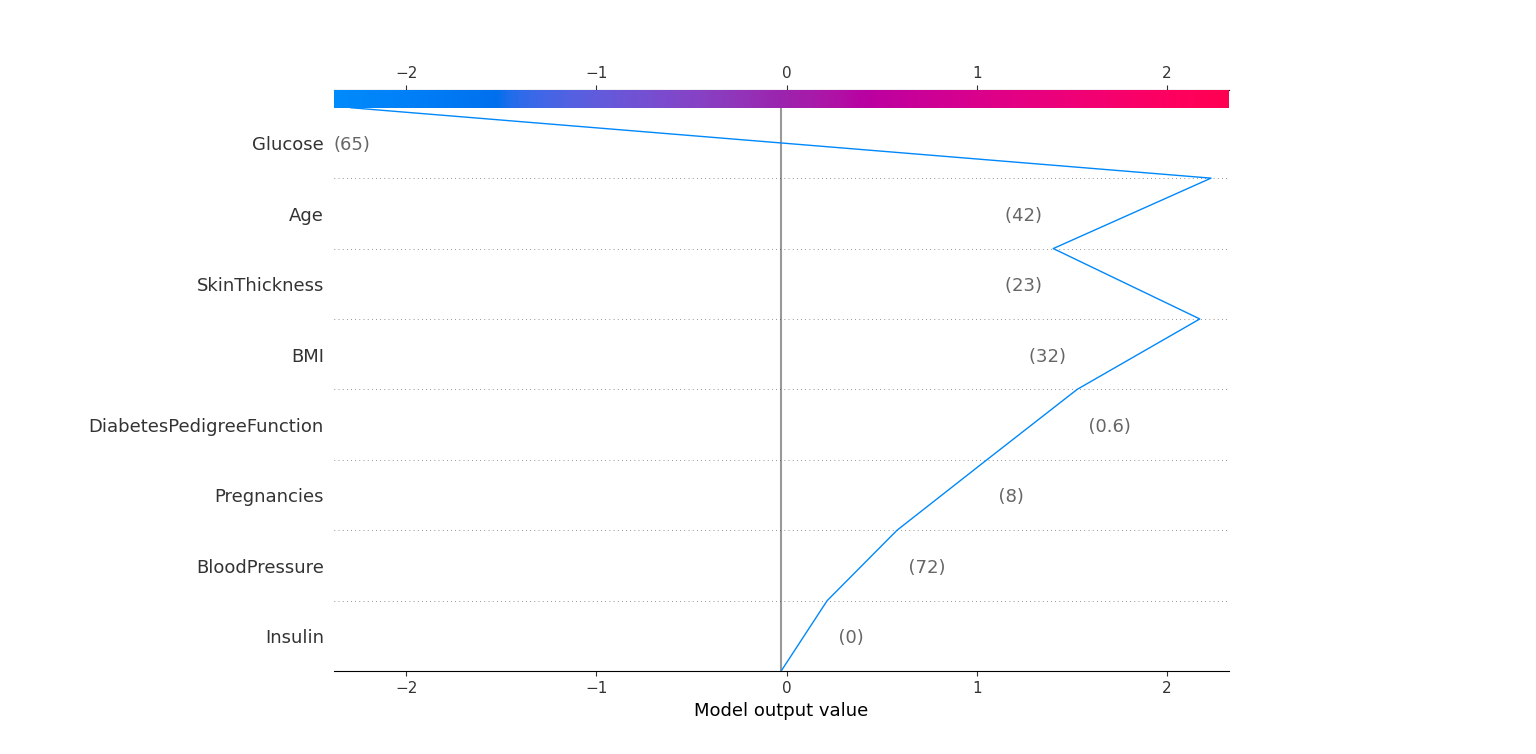 −2 −1 0 1 2
Glucose (65)
Age (42)
SkinThickness (23)
BMI (32)
DiabetesPedigreeFunction (0.6)
Pregnancies (8)
BloodPressure (72)
Insulin (0)
−2 −1 0 1 2
Model output value